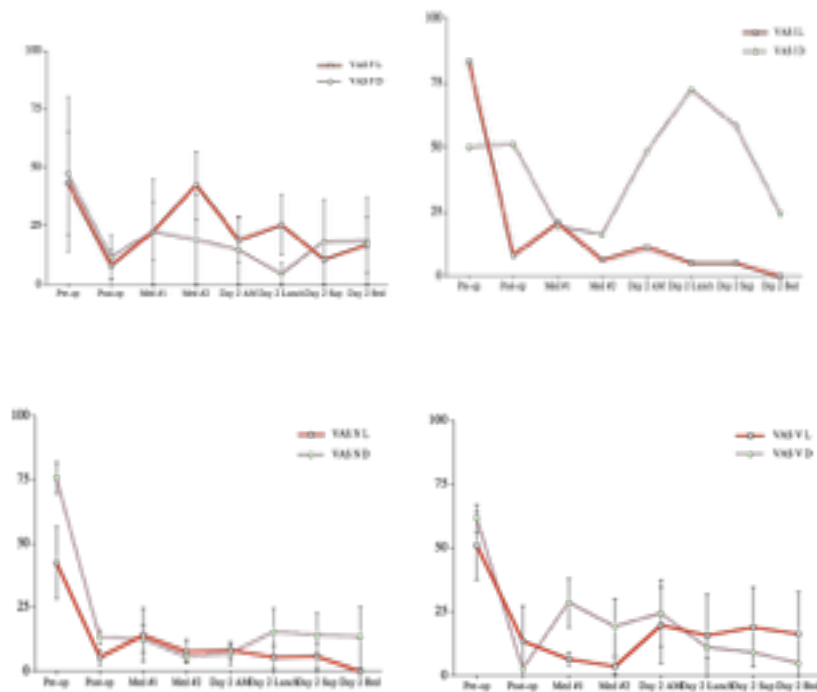 100
75
50
25
0
VAS F L
VAS F D
Pre-op
Post-op
Med #1
Med #2
Day 2 AM
Day 2 Lunch
Day 2 Sup
Day 2 Bed
100
75
50
25
0
VAS I L
VAS I D
Pre-op
Post-op
Med #1
Med #2
Day 2 AM
Day 2 Lunch
Day 2 Sup
Day 2 Bed
100
75
50
25
0
VAS N L
VAS N D
Pre-op
Post-op
Med #1
Med #2
Day 2 AM
Day 2 Lunch
Day 2 Sup
Day 2 Bed
100
75
50
25
0
VAS V L
VAS V D
Pre-op
Post-op
Med #1
Med #2
Day 2 AM
Day 2 Lunch
Day 2 Sup
Day 2 Bed